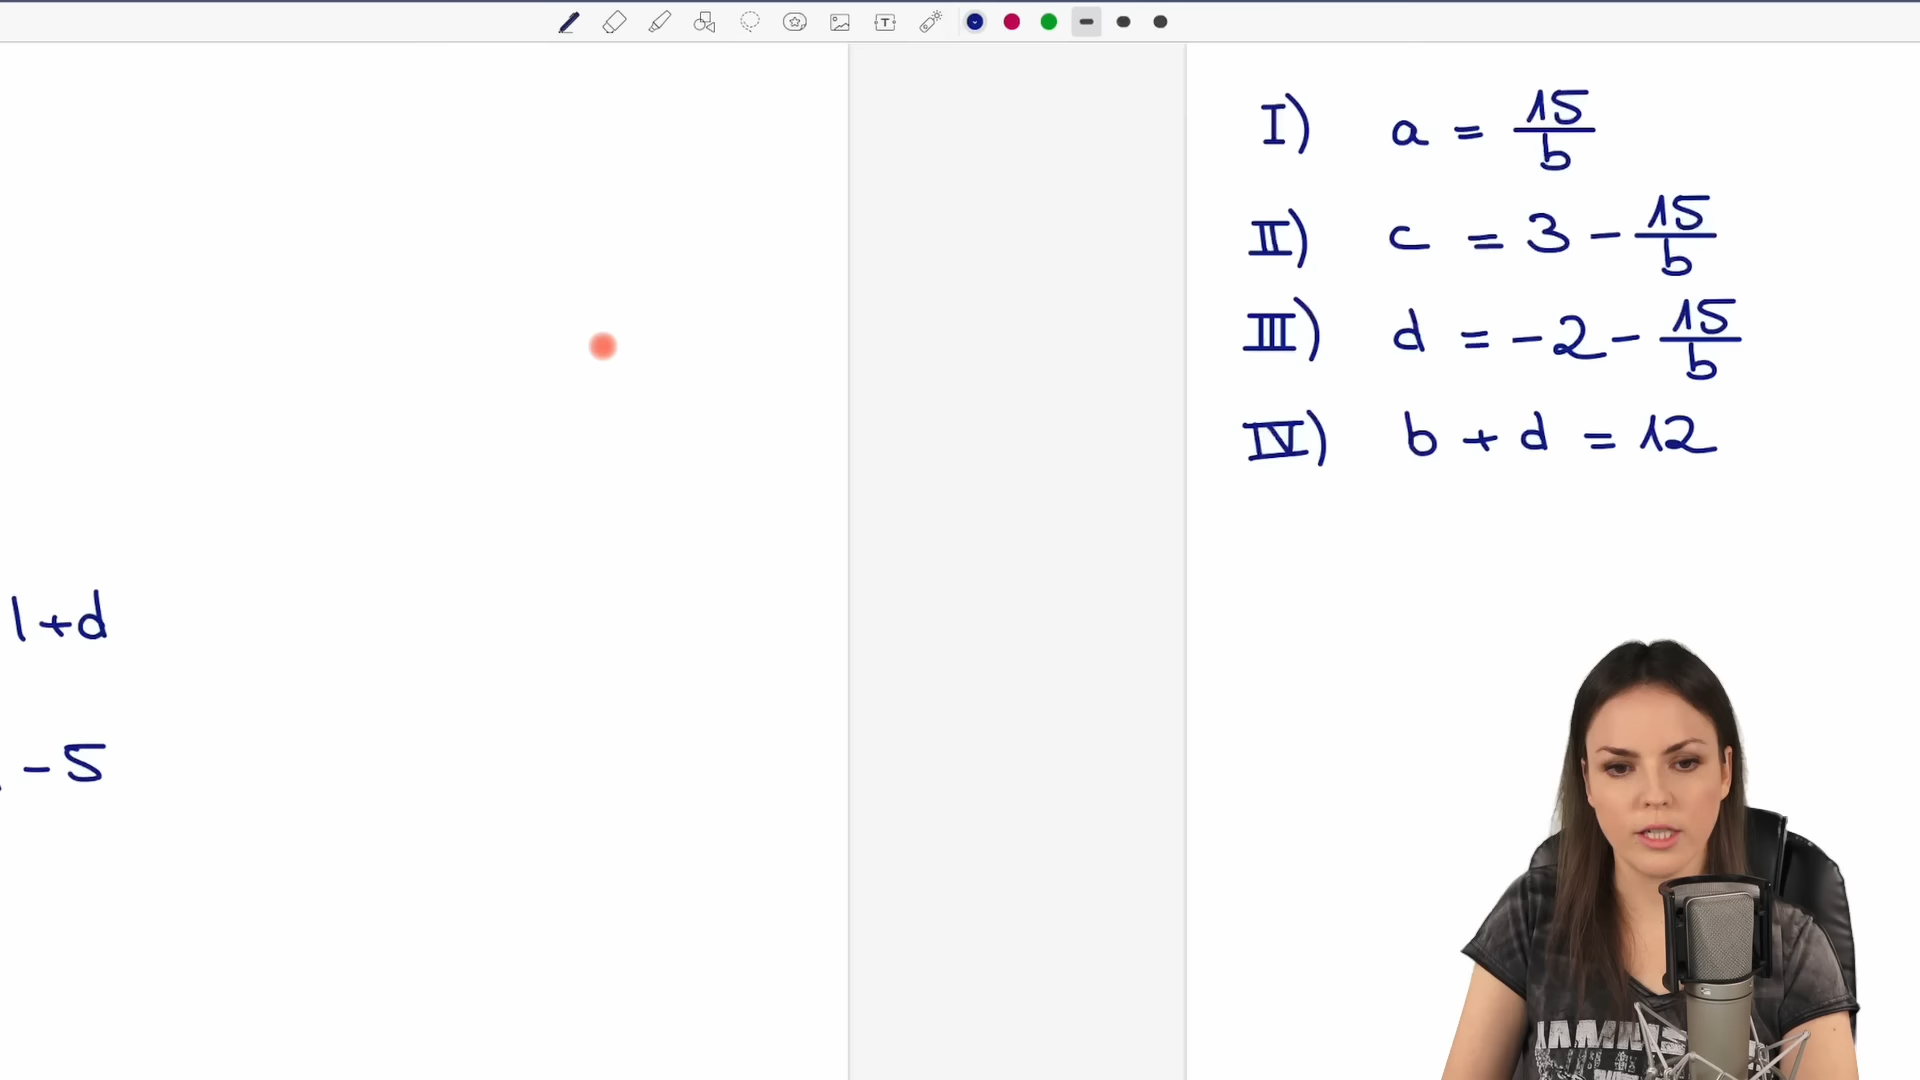 I) a = 15/b
II) c = 3 - 15/b
III) d = -2 - 15/b
IV) b + d = 12
| + d
- 5